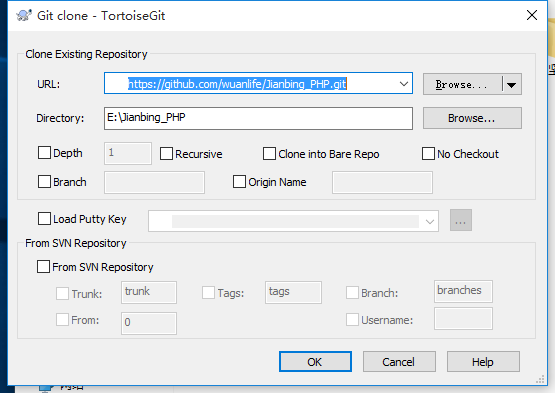 Git clone - TortoiseGit
Clone Existing Repository
URL: https://github.com/wuanlife/Jianbing_PHP.git Browse...
Directory: E:\Jianbing_PHP Browse...
Depth 1 Recursive Clone into Bare Repo No Checkout
Branch Origin Name
Load Putty Key ...
From SVN Repository
From SVN Repository
Trunk: trunk Tags: tags Branch: branches
From: 0 Username:
OK Cancel Help